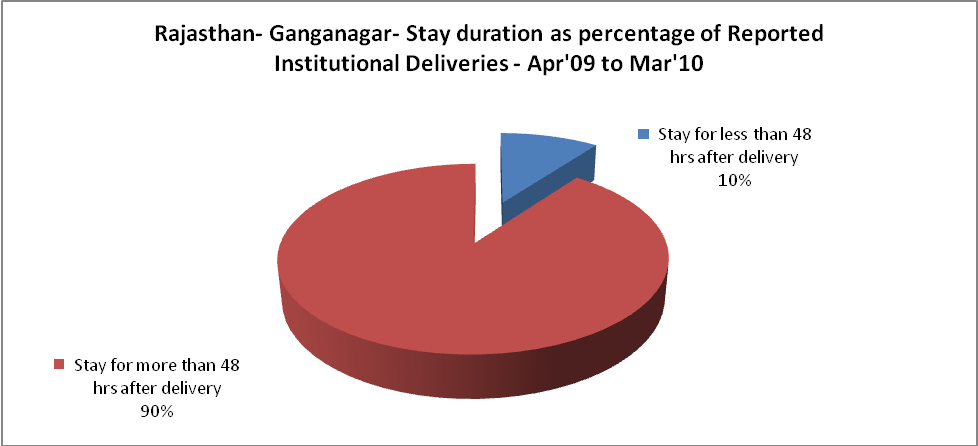 Rajasthan- Ganganagar- Stay duration as percentage of Reported
Institutional Deliveries - Apr'09 to Mar'10
Stay for less than 48
hrs after delivery
10%
Stay for more than 48
hrs after delivery
90%